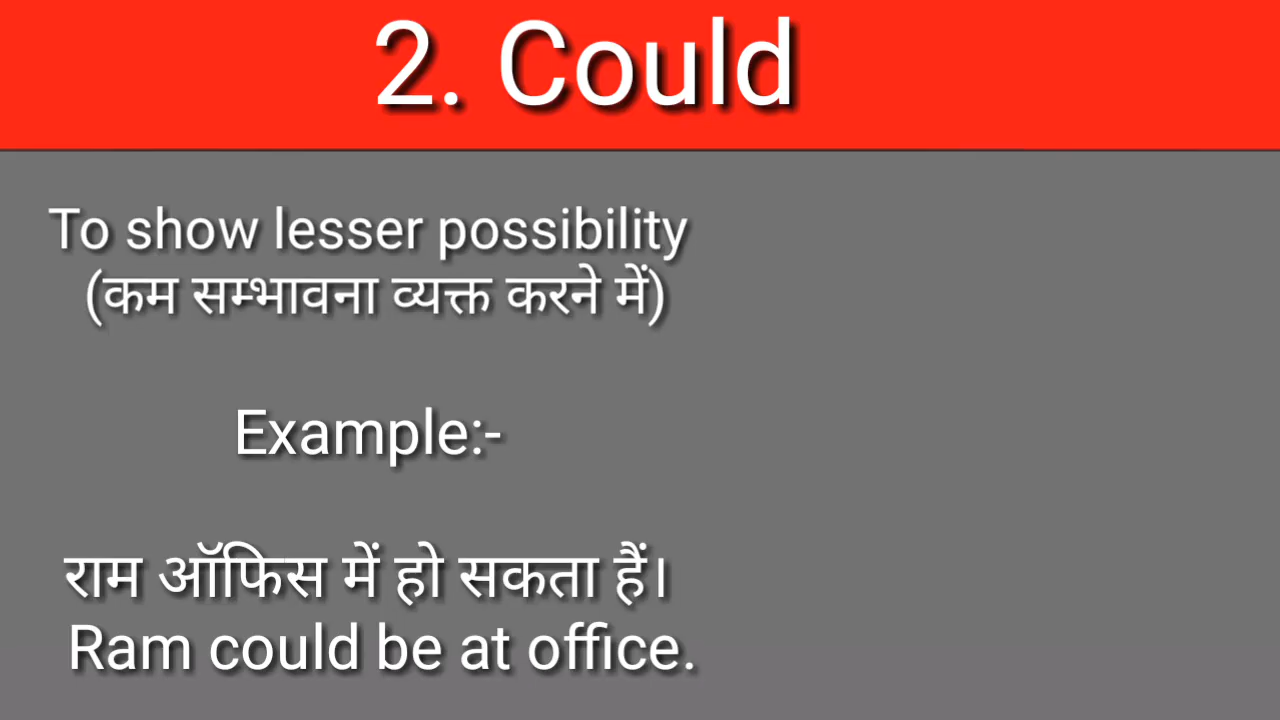 2. Could
To show lesser possibility
(कम सम्भावना व्यक्त करने में)
Example:-
राम ऑफिस में हो सकता हैं।
Ram could be at office.